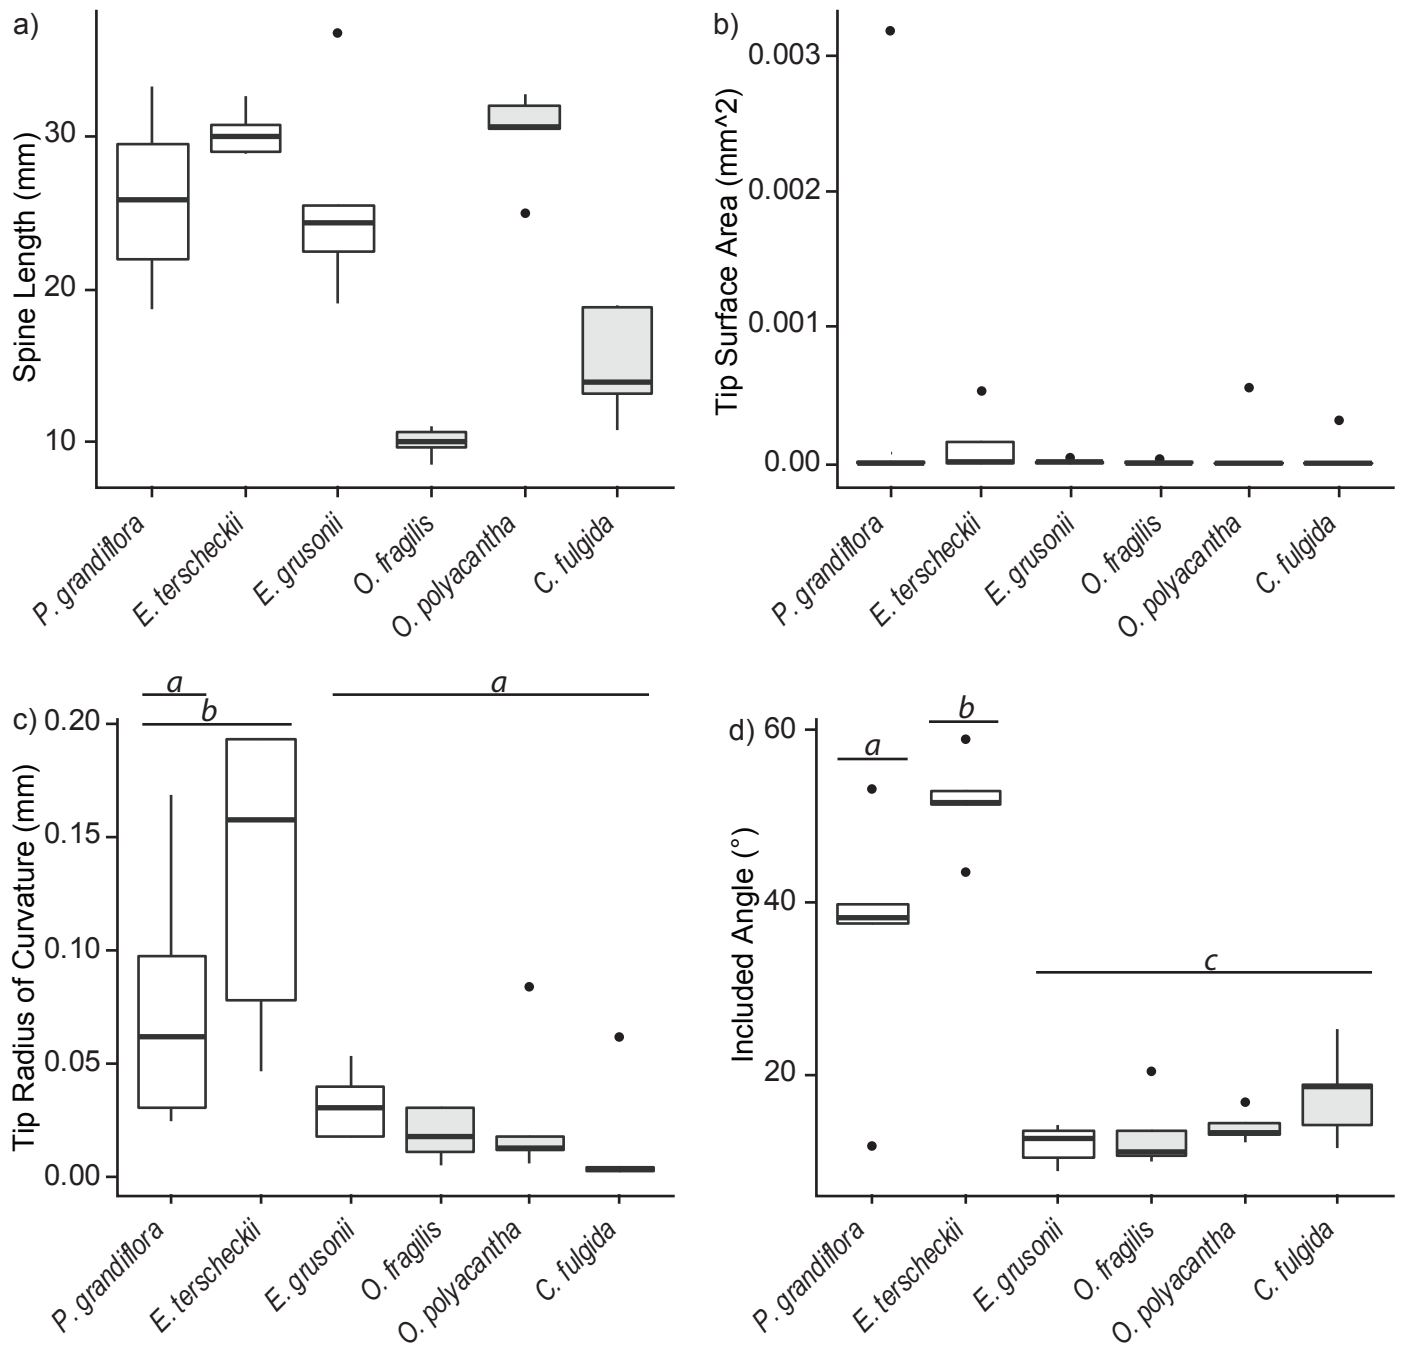 a)
Spine Length (mm)
30
20
10
P. grandiflora
E. terscheckii
E. grusonii
O. fragilis
O. polyacantha
C. fulgida
b)
Tip Surface Area (mm^2)
0.003
0.002
0.001
0.00
P. grandiflora
E. terscheckii
E. grusonii
O. fragilis
O. polyacantha
C. fulgida
c)
a
a
b
Tip Radius of Curvature (mm)
0.20
0.15
0.10
0.05
0.00
P. grandiflora
E. terscheckii
E. grusonii
O. fragilis
O. polyacantha
C. fulgida
d)
b
a
c
Included Angle (°)
60
40
20
P. grandiflora
E. terscheckii
E. grusonii
O. fragilis
O. polyacantha
C. fulgida